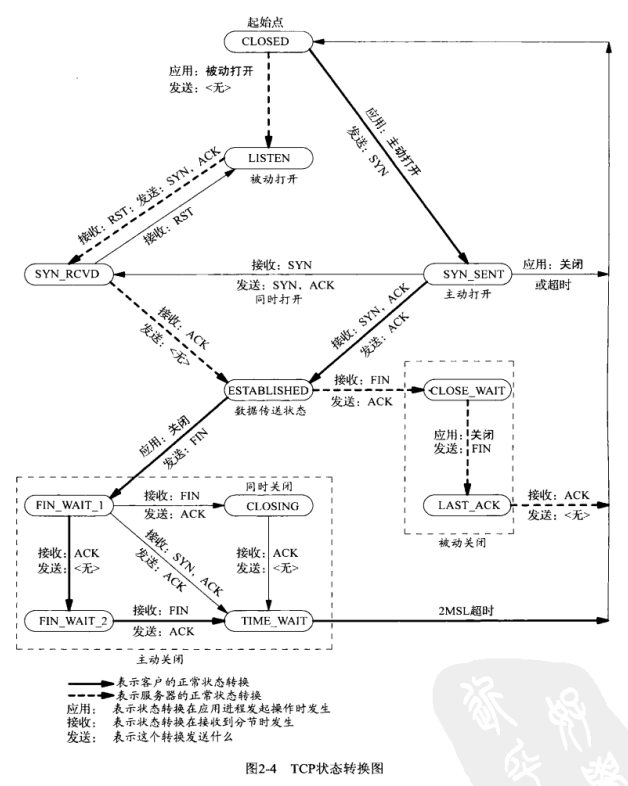 起始点
CLOSED
应用：被动打开
发送：<无>
应用：主动打开
发送：SYN
LISTEN
被动打开
接收：RST；发送：SYN，ACK
接收：RST
SYN_RCVD
接收：SYN
发送：SYN，ACK
同时打开
SYN_SENT
主动打开
应用：关闭
或超时
接收：ACK
发送：<无>
接收：SYN，ACK
发送：ACK
ESTABLISHED
数据传送状态
接收：FIN
发送：ACK
CLOSE_WAIT
应用：关闭
发送：FIN
LAST_ACK
被动关闭
接收：ACK
发送：<无>
应用：关闭
发送：FIN
FIN_WAIT_1
接收：FIN
发送：ACK
同时关闭
CLOSING
接收：ACK
发送：<无>
接收：SYN，ACK
发送：ACK
接收：ACK
发送：<无>
FIN_WAIT_2
接收：FIN
发送：ACK
TIME_WAIT
2MSL超时
主动关闭
表示客户的正常状态转换
表示服务器的正常状态转换
应用： 表示状态转换在应用进程发起操作时发生
接收： 表示状态转换在接收到分节时发生
发送： 表示这个转换发送什么
图2-4 TCP状态转换图